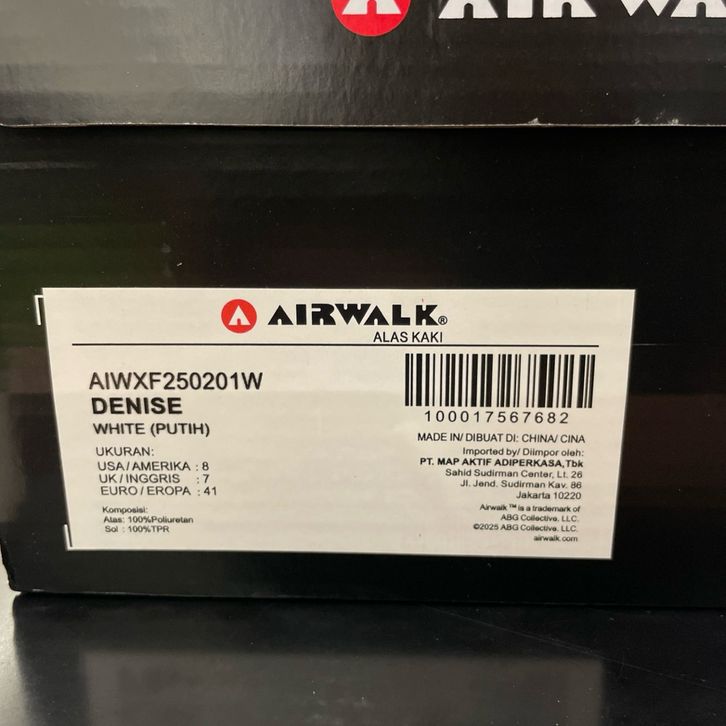 AIRWALK®
ALAS KAKI
AIWXF250201W
DENISE
WHITE (PUTIH)
UKURAN:
USA/AMERIKA : 8
UK/INGGRIS : 7
EURO/EROPA : 41
Komposisi:
Atas: 100%Poliuretan
Sol : 100%TPR
100017567682
MADE IN/ DIBUAT DI: CHINA/ CINA
Imported by/ Diimpor oleh:
PT. MAP AKTIF ADIPERKASA,Tbk
Sahid Sudirman Center, Lt. 26
Jl. Jend. Sudirman Kav. 86
Jakarta 10220
Airwalk™ is a trademark of
ABG Collective, LLC.
©2025 ABG Collective, LLC.
airwalk.com